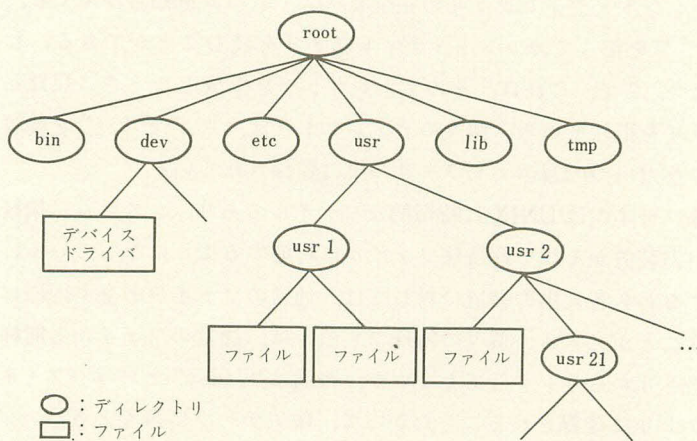 root
bin
dev
etc
usr
lib
tmp
デバイス
ドライバ
usr 1
usr 2
ファイル
ファイル
ファイル
usr 21
…
○：ディレクトリ
□：ファイル